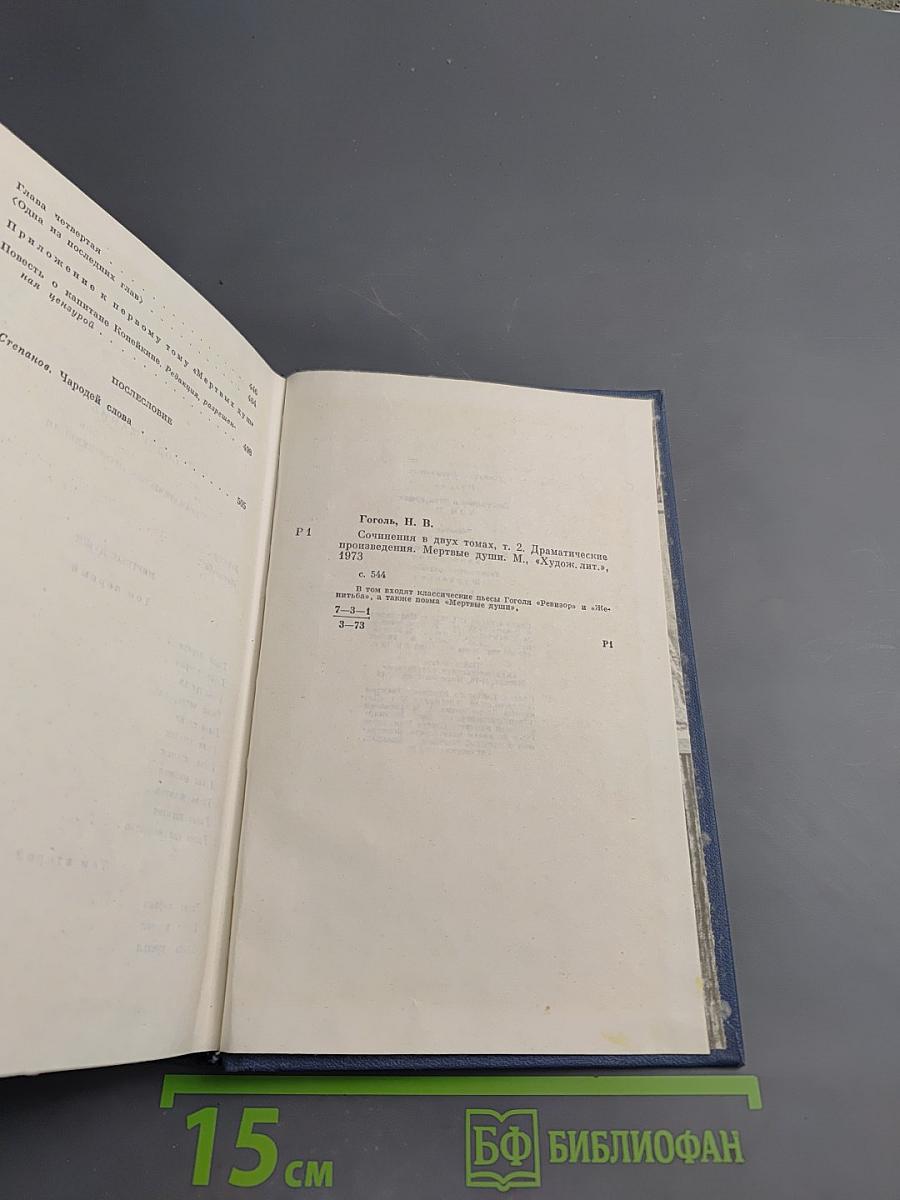 Глава четвертая . . . . . . . . 446
‹Одна из последних глав› . . . . . . 464
Приложение к первому тому «Мертвых душ»
Повесть о капитане Копейкине. Редакция, разрешен-
ная цензурой . . . . . . . . 499
ПОСЛЕСЛОВИЕ
Степанов. Чародей слова . . . . . . . . 505
Гоголь, Н. В.
Р 1
Сочинения в двух томах, т. 2. Драматические
произведения. Мертвые души. М., «Худож. лит.»,
1973
с. 544
В том входят классические пьесы Гоголя «Ревизор» и «Же-
нитьба», а также поэма «Мертвые души».
7—3—1
3—73
Р1
15 см
БФ БИБЛИОФАН